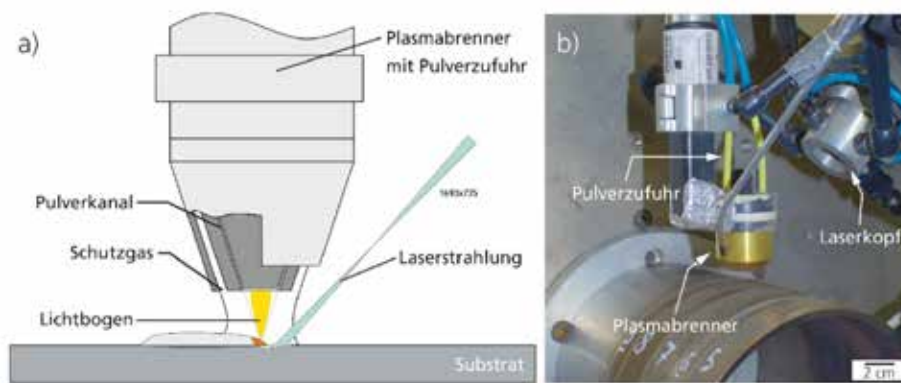 a)
Plasmabrenner
mit Pulverzufuhr
Pulverkanal
Schutzgas
Laserstrahlung
Lichtbogen
Substrat
b)
Pulverzufuhr
Laserkopf
Plasmabrenner
2 cm